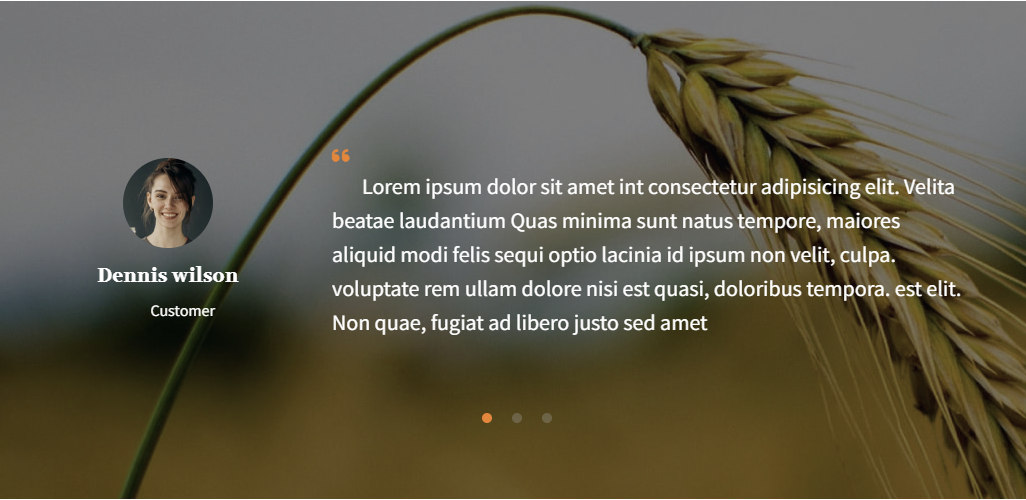 “
Lorem ipsum dolor sit amet int consectetur adipisicing elit. Velita
beatae laudantium Quas minima sunt natus tempore, maiores
aliquid modi felis sequi optio lacinia id ipsum non velit, culpa.
voluptate rem ullam dolore nisi est quasi, doloribus tempora. est elit.
Non quae, fugiat ad libero justo sed amet
Dennis wilson
Customer